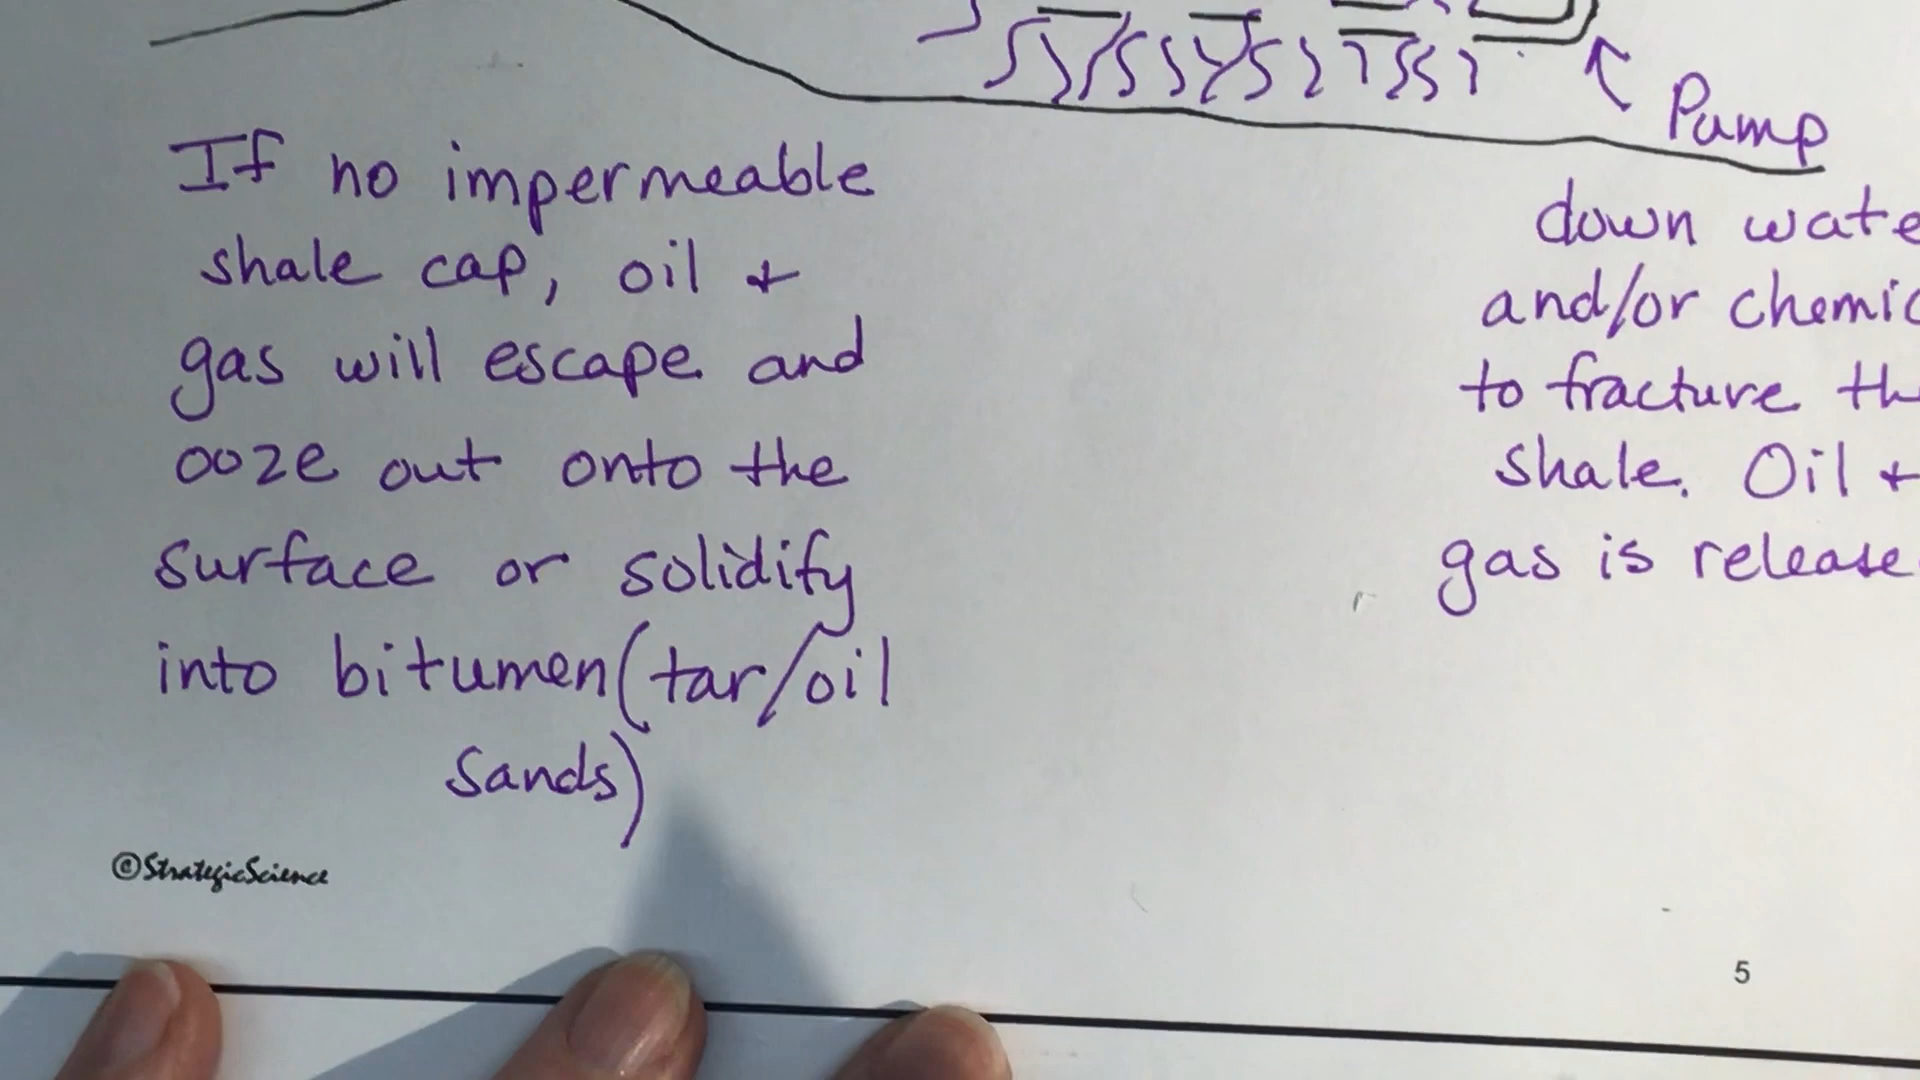 If no impermeable
shale cap, oil +
gas will escape and
ooze out onto the
surface or solidify
into bitumen (tar/oil
sands)
Pump
down wate
and/or chemic
to fracture th
shale. Oil +
gas is release
©StrategicScience
5